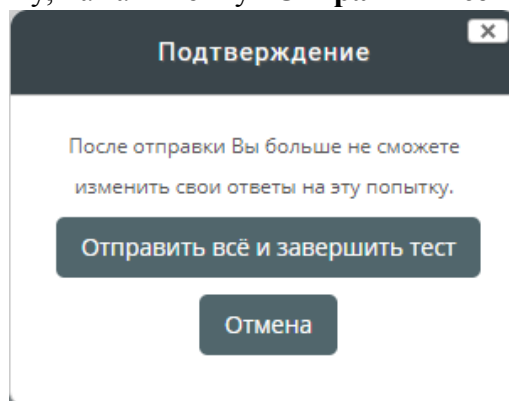 Подтверждение
После отправки Вы больше не сможете
изменить свои ответы на эту попытку.
Отправить всё и завершить тест
Отмена